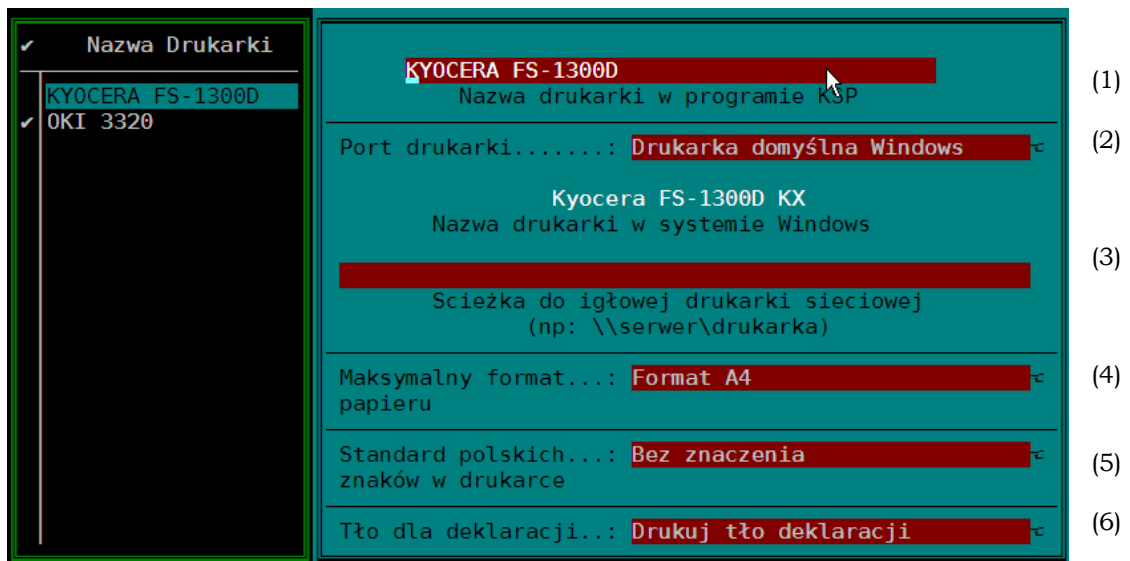 ✔ Nazwa Drukarki
KYOCERA FS-1300D
✔ OKI 3320
KYOCERA FS-1300D
Nazwa drukarki w programie KSP
(1)
Port drukarki.......: Drukarka domyślna Windows
(2)
Kyocera FS-1300D KX
Nazwa drukarki w systemie Windows
(3)
Scieżka do igłowej drukarki sieciowej
(np: \\serwer\drukarka)
Maksymalny format...: Format A4
(4)
papieru
Standard polskich...: Bez znaczenia
(5)
znaków w drukarce
Tło dla deklaracji..: Drukuj tło deklaracji
(6)